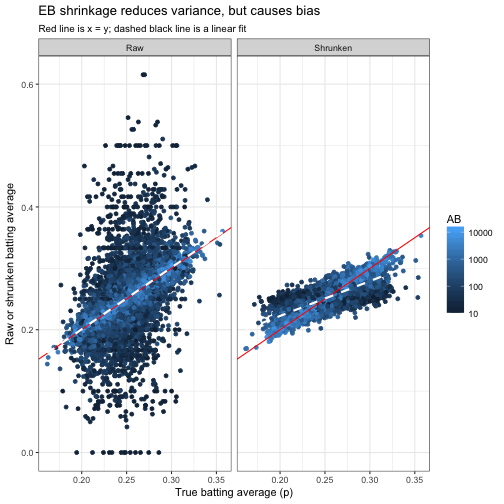 EB shrinkage reduces variance, but causes bias
Red line is x = y; dashed black line is a linear fit
Raw
Shrunken
0.6
0.4
0.2
0.0
Raw or shrunken batting average
0.20
0.25
0.30
0.35
0.20
0.25
0.30
0.35
True batting average (p)
AB
10000
1000
100
10